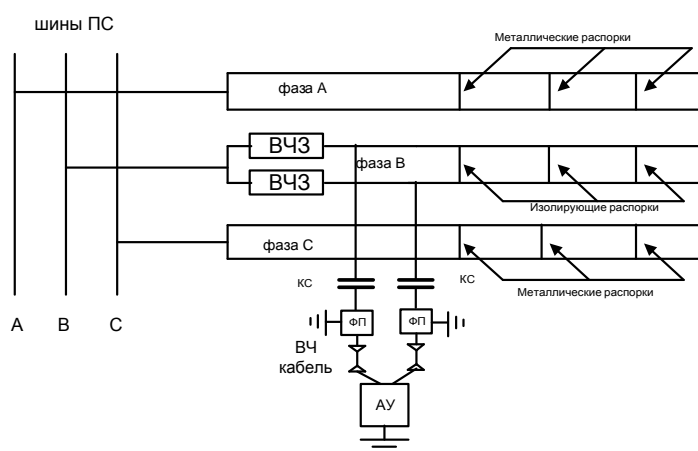 шины ПС
Металлические распорки
фаза А
ВЧЗ
фаза В
ВЧЗ
Изолирующие распорки
фаза С
КС
КС
Металлические распорки
А
В
С
ФП
ФП
ВЧ
кабель
АУ